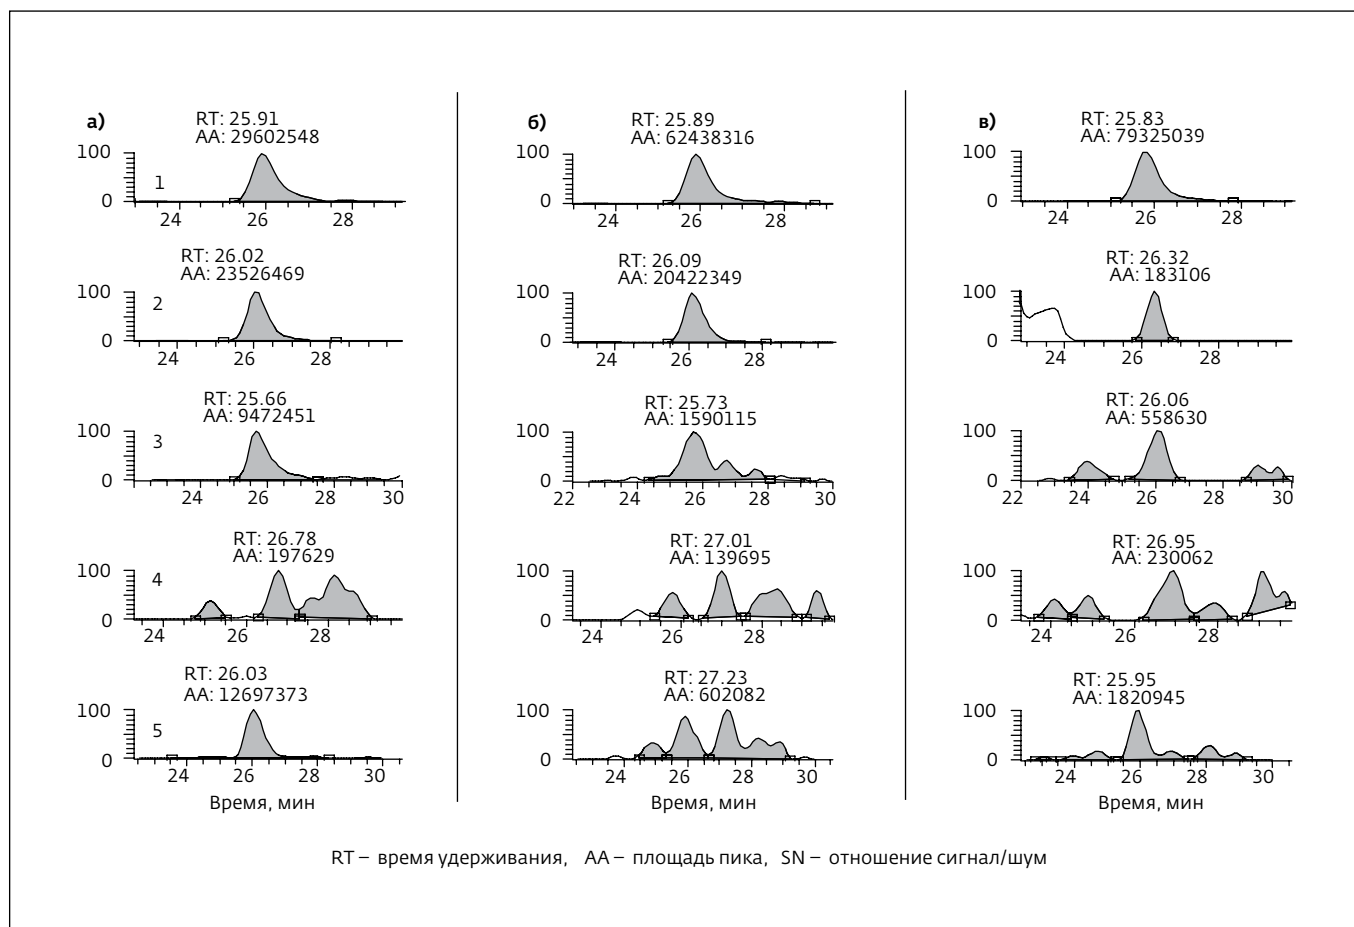 а)
RT: 25.91
AA: 29602548
100
1
0
24 26 28
RT: 26.02
AA: 23526469
100
2
0
24 26 28
RT: 25.66
AA: 9472451
100
3
0
24 26 28 30
RT: 26.78
AA: 197629
100
4
0
24 26 28
RT: 26.03
AA: 12697373
100
5
0
24 26 28 30
Время, мин
б)
RT: 25.89
AA: 62438316
100
0
24 26 28
RT: 26.09
AA: 20422349
100
0
24 26 28
RT: 25.73
AA: 1590115
100
0
22 24 26 28 30
RT: 27.01
AA: 139695
100
0
24 26 28
RT: 27.23
AA: 602082
100
0
24 26 28 30
Время, мин
в)
RT: 25.83
AA: 79325039
100
0
24 26 28
RT: 26.32
AA: 183106
100
0
24 26 28
RT: 26.06
AA: 558630
100
0
22 24 26 28 30
RT: 26.95
AA: 230062
100
0
24 26 28
RT: 25.95
AA: 1820945
100
0
24 26 28 30
Время, мин
RT – время удерживания, AA – площадь пика, SN – отношение сигнал/шум